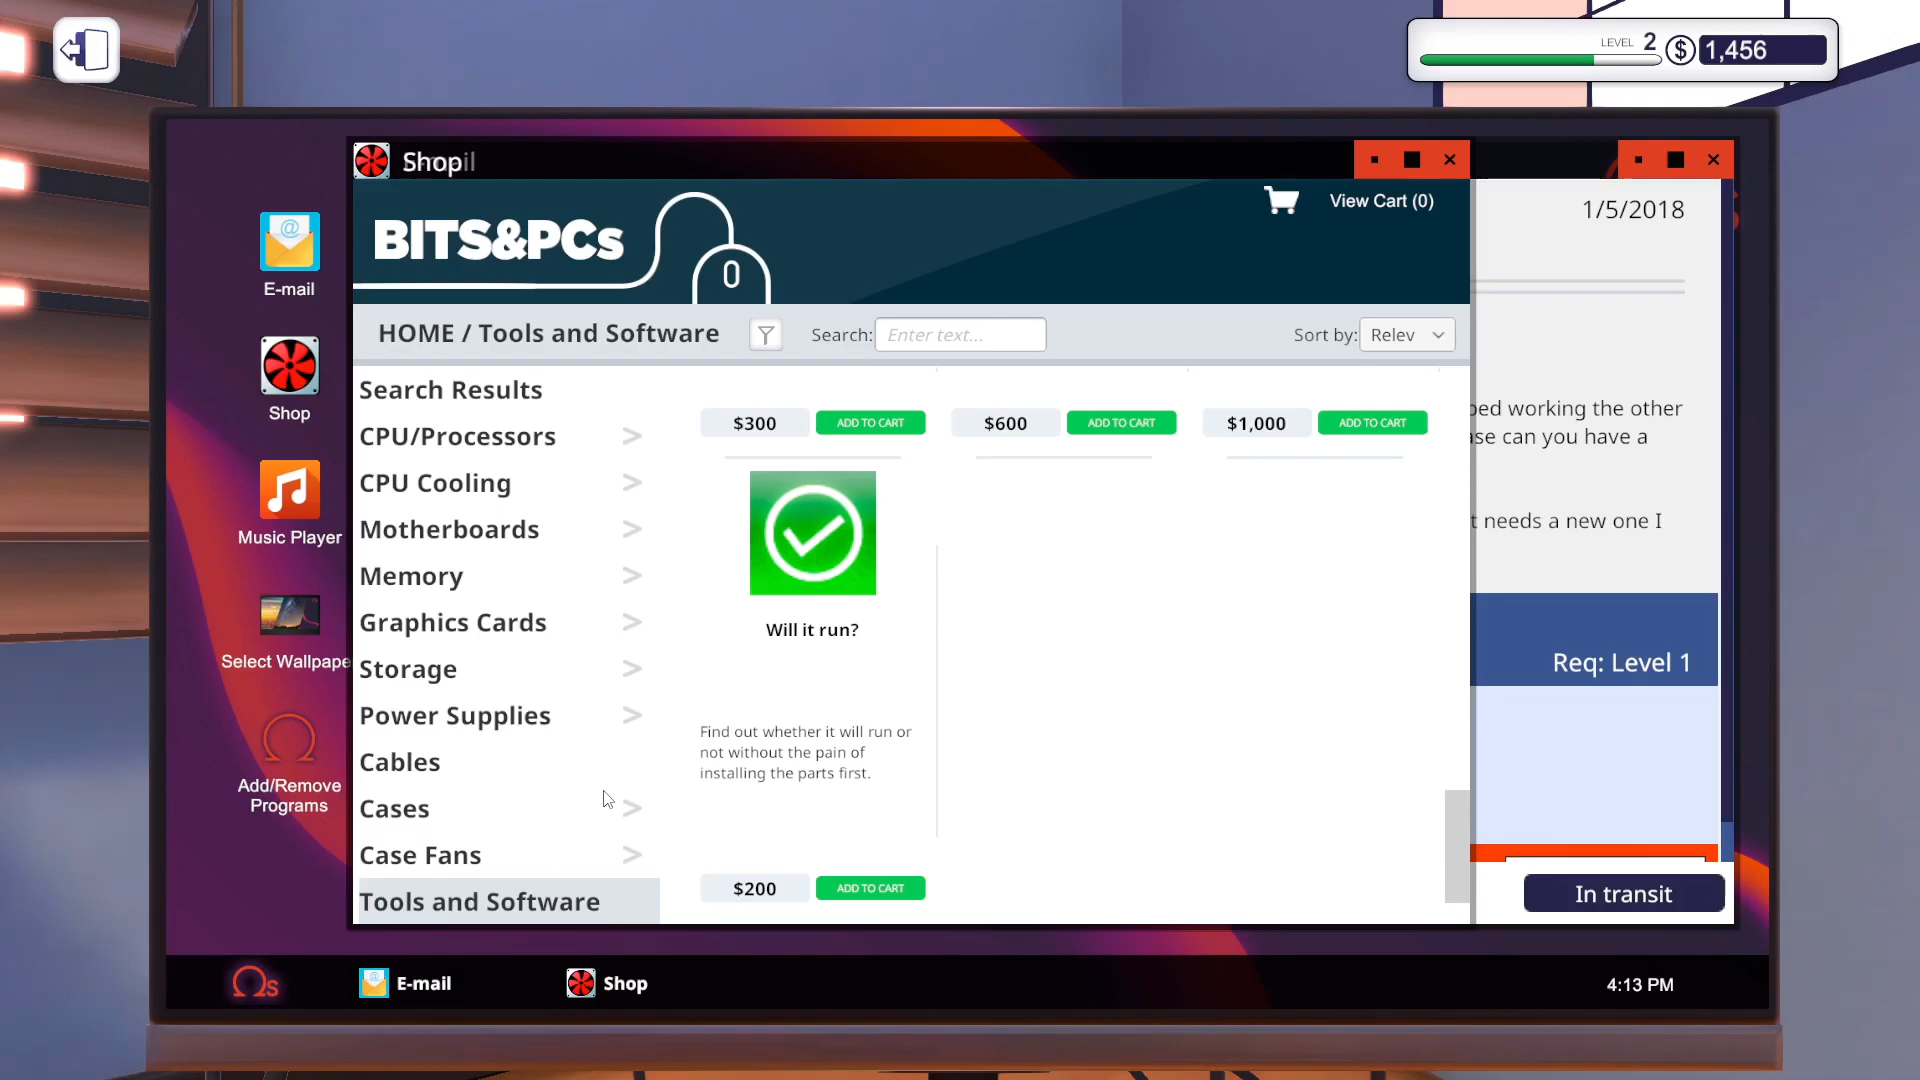 LEVEL 2
$ 1,456
Shop
View Cart (0)
BITS&PCs
HOME / Tools and Software
Search:
Enter text...
Sort by:
Relev
Search Results
CPU/Processors >
CPU Cooling >
Motherboards >
Memory >
Graphics Cards >
Storage >
Power Supplies >
Cables
Cases >
Case Fans >
Tools and Software
$300
ADD TO CART
$600
ADD TO CART
$1,000
ADD TO CART
Will it run?
Find out whether it will run or
not without the pain of
installing the parts first.
$200
ADD TO CART
1/5/2018
working the other
can you have a
needs a new one I
Req: Level 1
In transit
E-mail
Shop
Music Player
Select Wallpape
Add/Remove
Programs
Ωs
E-mail
Shop
4:13 PM